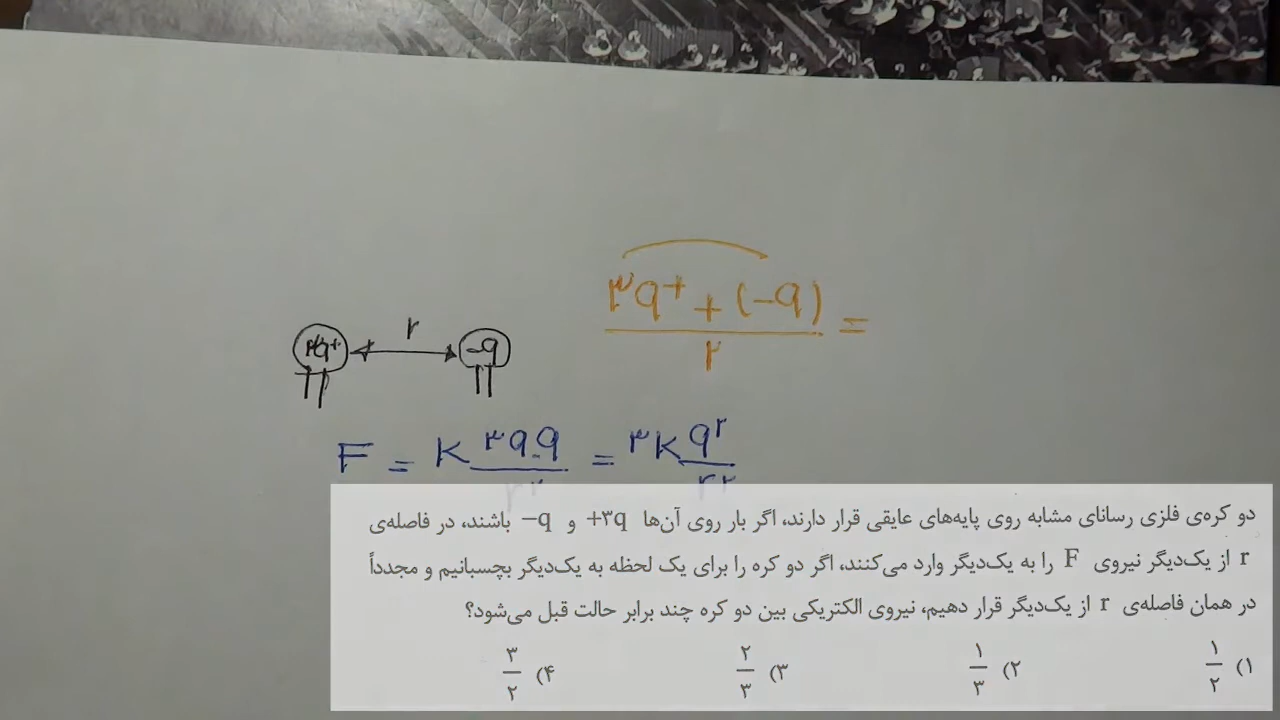 ۳q+ + (-q) =
۲
۳q+ r -q
F = K ۳q.q = ۳K q²
r² r²
دو کره‌ی فلزی رسانای مشابه روی پایه‌های عایقی قرار دارند، اگر بار روی آن‌ها +۳q و −q باشند، در فاصله‌ی
r از یک‌دیگر نیروی F را به یک‌دیگر وارد می‌کنند، اگر دو کره را برای یک لحظه به یک‌دیگر بچسبانیم و مجدداً
در همان فاصله‌ی r از یک‌دیگر قرار دهیم، نیروی الکتریکی بین دو کره چند برابر حالت قبل می‌شود؟
۱) ۱/۲ ۲) ۱/۳ ۳) ۲/۳ ۴) ۳/۲